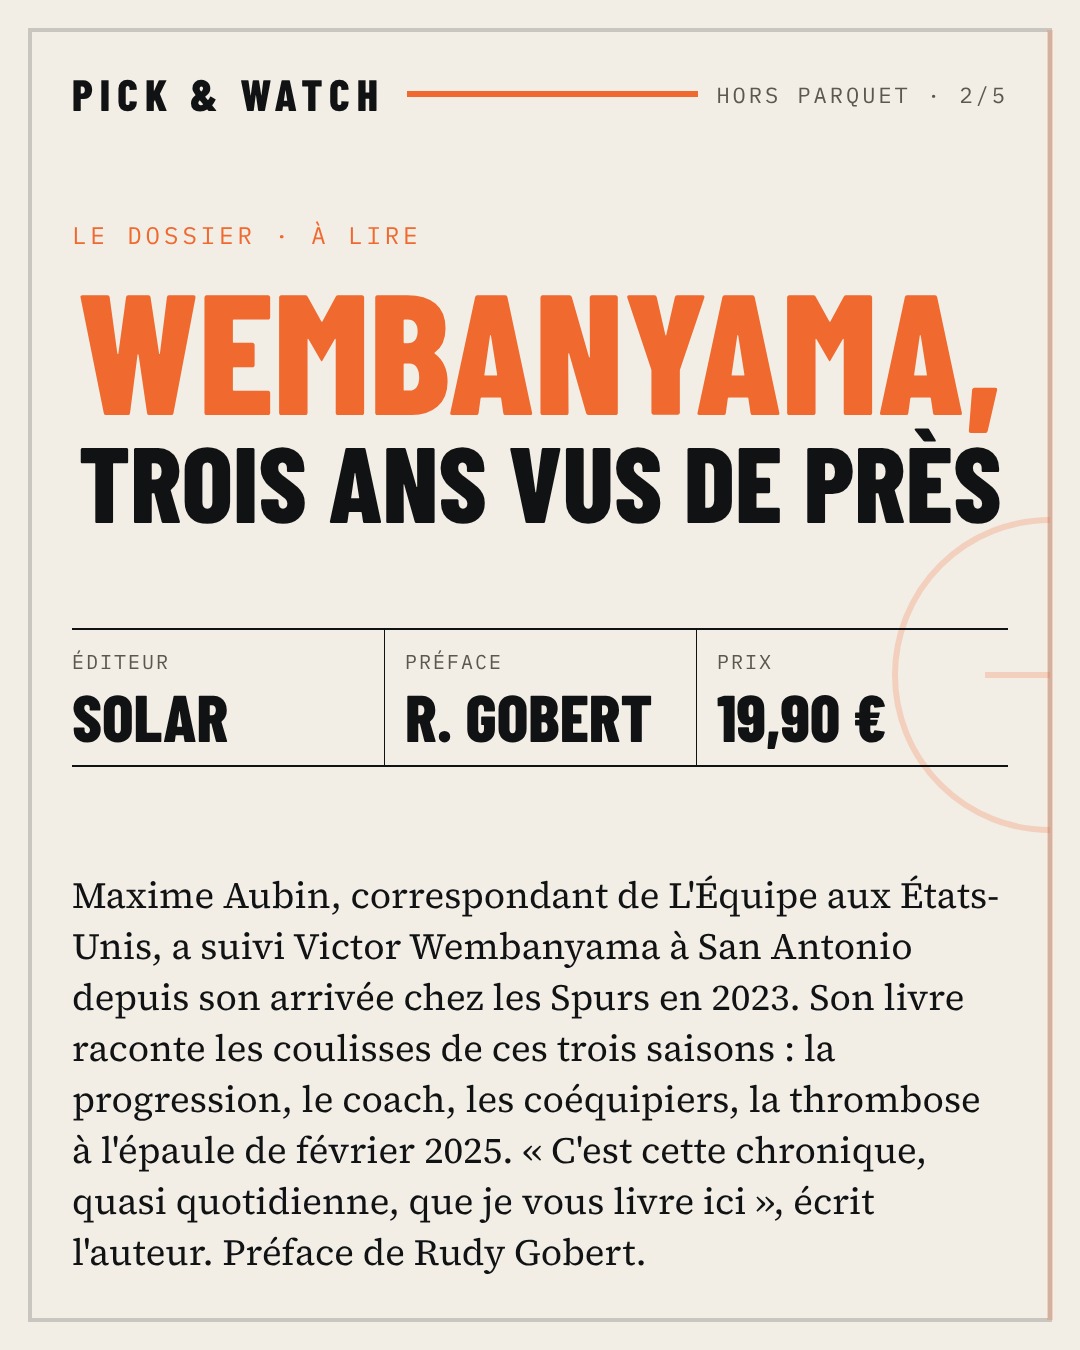 PICK & WATCH
HORS PARQUET · 2/5
LE DOSSIER · À LIRE
WEMBANYAMA,
TROIS ANS VUS DE PRÈS
ÉDITEUR
SOLAR
PRÉFACE
R. GOBERT
PRIX
19,90 €
Maxime Aubin, correspondant de L'Équipe aux États-
Unis, a suivi Victor Wembanyama à San Antonio
depuis son arrivée chez les Spurs en 2023. Son livre
raconte les coulisses de ces trois saisons : la
progression, le coach, les coéquipiers, la thrombose
à l'épaule de février 2025. « C'est cette chronique,
quasi quotidienne, que je vous livre ici », écrit
l'auteur. Préface de Rudy Gobert.